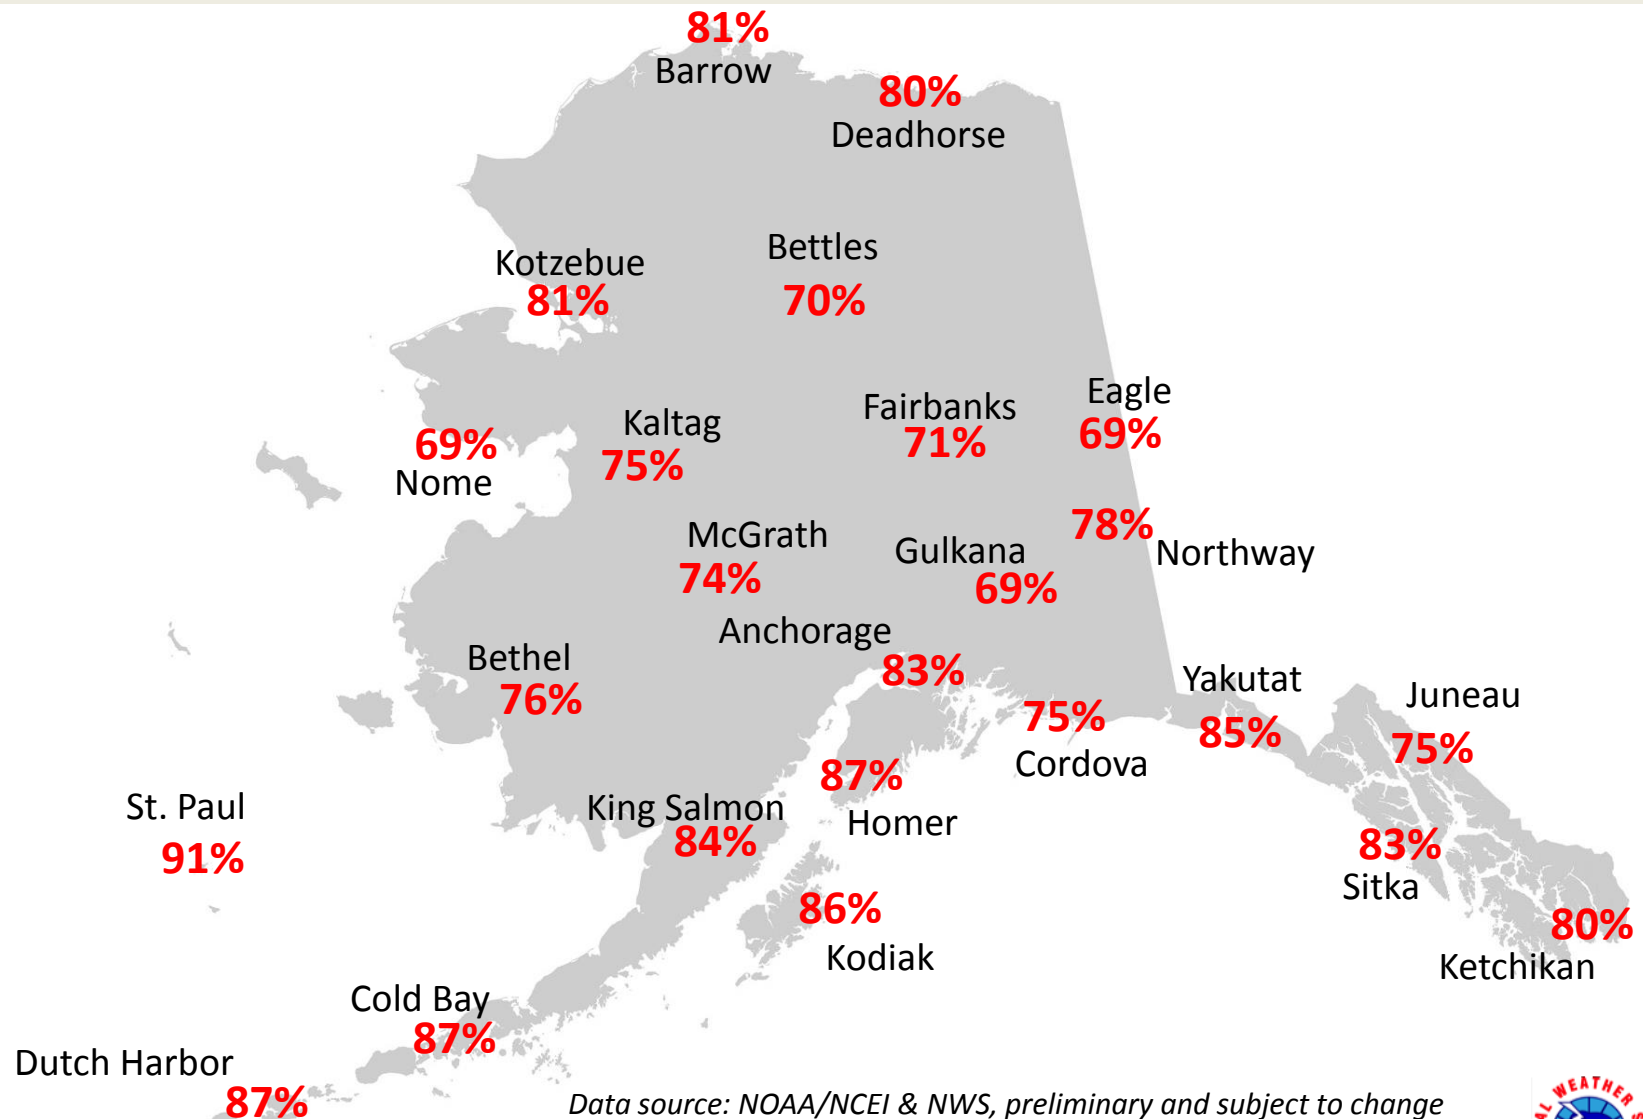 81%
Barrow
80%
Deadhorse
Bettles
70%
Kotzebue
81%
Eagle
69%
Fairbanks
71%
Kaltag
75%
69%
Nome
78%
Northway
McGrath
74%
Gulkana
69%
Anchorage
83%
Bethel
76%
Yakutat
85%
Juneau
75%
75%
Cordova
87%
Homer
St. Paul
91%
King Salmon
84%
83%
Sitka
86%
Kodiak
80%
Ketchikan
Cold Bay
87%
Dutch Harbor
87%
Data source: NOAA/NCEI & NWS, preliminary and subject to change
WEATHER